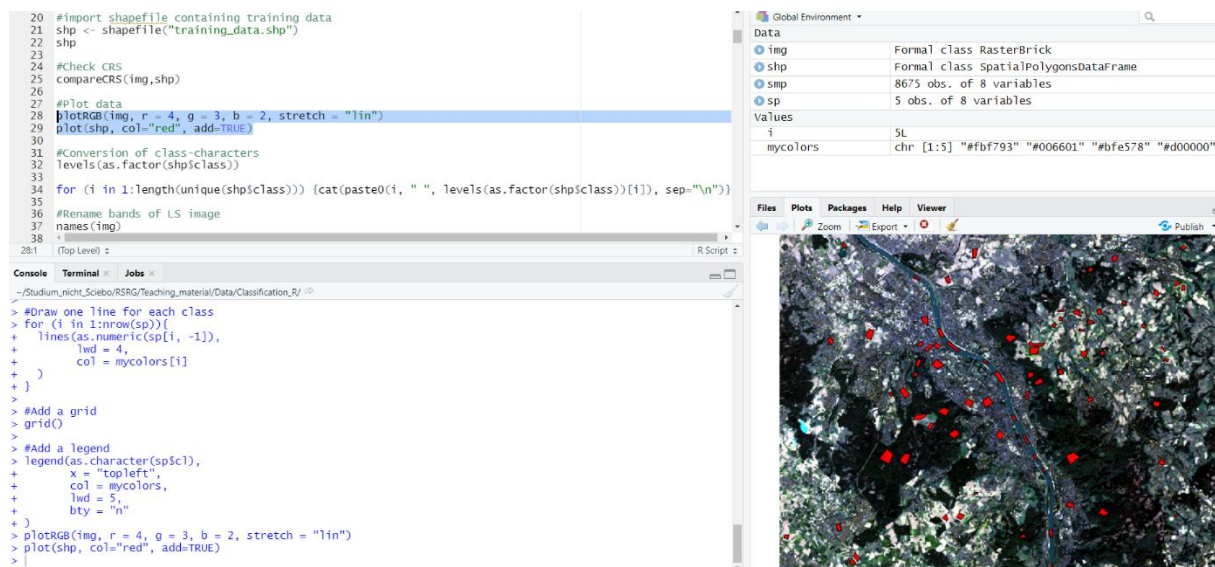 20 #import shapefile containing training data
21 shp <- shapefile("training_data.shp")
22 shp
23
24 #Check CRS
25 compareCRS(img,shp)
26
27 #Plot data
28 plotRGB(img, r = 4, g = 3, b = 2, stretch = "lin")
29 plot(shp, col="red", add=TRUE)
30
31 #Conversion of class-characters
32 levels(as.factor(shp$class))
33
34 for (i in 1:length(unique(shp$class))) {cat(paste0(i, " ", levels(as.factor(shp$class))[i]), sep="\n")}
35
36 #Rename bands of LS image
37 names(img)
38
28:1 (Top Level) R Script
Console Terminal × Jobs ×
~/Studium_nicht_Sciebo/RSRG/Teaching_material/Data/Classification_R/
>
> #Draw one line for each class
> for (i in 1:nrow(sp)){
+ lines(as.numeric(sp[i, -1]),
+ lwd = 4,
+ col = mycolors[i]
+ )
+ }
>
> #Add a grid
> grid()
>
> #Add a legend
> legend(as.character(sp$cl),
+ x = "topleft",
+ col = mycolors,
+ lwd = 5,
+ bty = "n"
+ )
> plotRGB(img, r = 4, g = 3, b = 2, stretch = "lin")
> plot(shp, col="red", add=TRUE)
>
Global Environment
Data
img Formal class RasterBrick
shp Formal class SpatialPolygonsDataFrame
smp 8675 obs. of 8 variables
sp 5 obs. of 8 variables
Values
i 5L
mycolors chr [1:5] "#fbf793" "#006601" "#bfe578" "#d00000"
Files Plots Packages Help Viewer
Zoom Export Publish